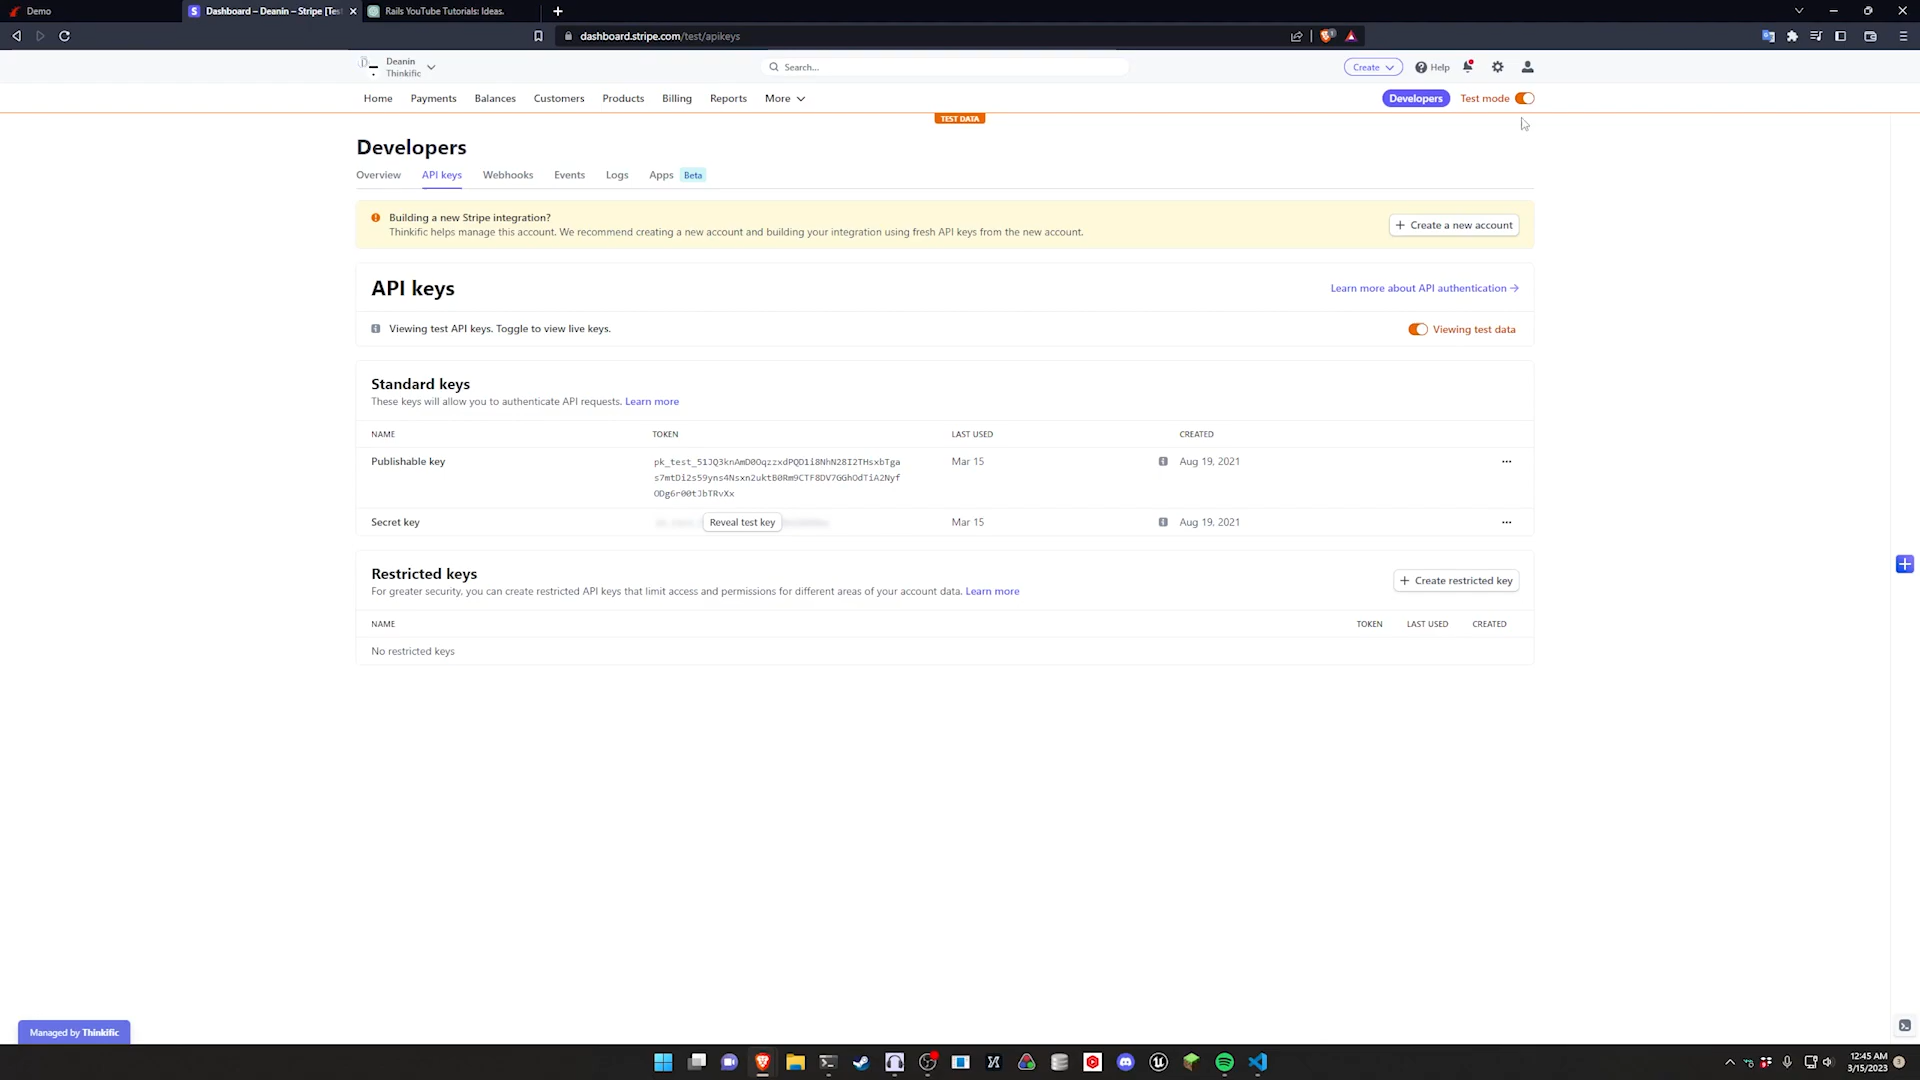 Demo
Dashboard – Deanin – Stripe [Tes
Rails YouTube Tutorials: Ideas.
dashboard.stripe.com/test/apikeys
Deanin
Thinkific
Search...
Create
Help
Home
Payments
Balances
Customers
Products
Billing
Reports
More
Developers
Test mode
TEST DATA
Developers
Overview
API keys
Webhooks
Events
Logs
Apps
Beta
Building a new Stripe integration?
Thinkific helps manage this account. We recommend creating a new account and building your integration using fresh API keys from the new account.
Create a new account
API keys
Learn more about API authentication →
Viewing test API keys. Toggle to view live keys.
Viewing test data
Standard keys
These keys will allow you to authenticate API requests. Learn more
NAME
TOKEN
LAST USED
CREATED
Publishable key
pk_test_51JQ3knAmD0OqzzxdPQD1i8NhN28I2THsxbTga
s7mtDi2s59yns4Nsxn2uktB0Rm9CTF8DV7GGhOdTiA2Nyf
ODg6r00tJbTRvXx
Mar 15
Aug 19, 2021
Secret key
Reveal test key
Mar 15
Aug 19, 2021
Restricted keys
For greater security, you can create restricted API keys that limit access and permissions for different areas of your account data. Learn more
Create restricted key
NAME
TOKEN
LAST USED
CREATED
No restricted keys
Managed by Thinkific
12:45 AM
3/15/2023